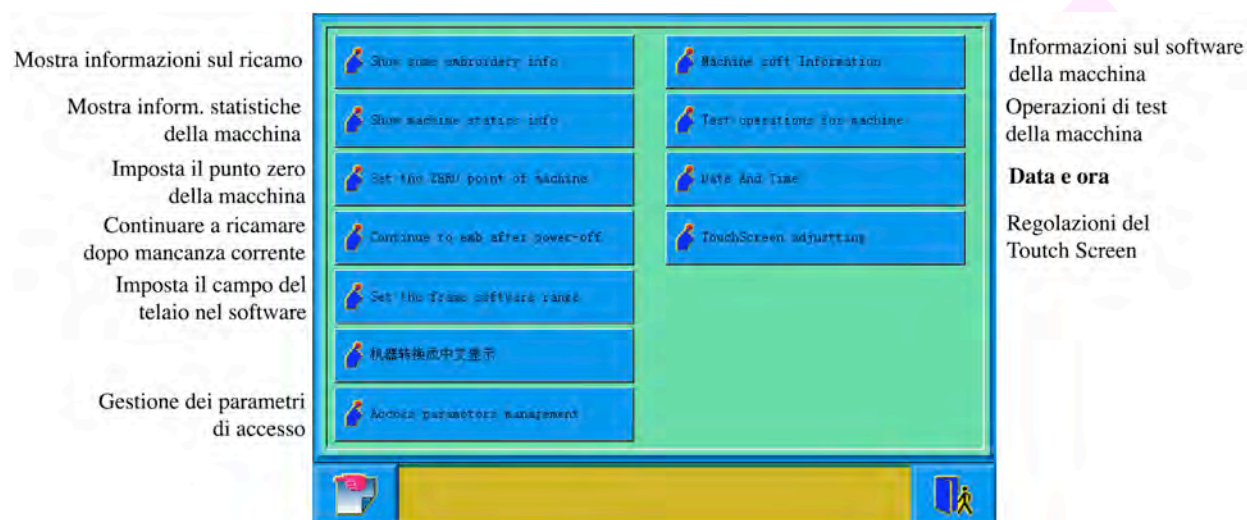 Mostra informazioni sul ricamo
Mostra inform. statistiche
della macchina
Imposta il punto zero
della macchina
Continuare a ricamare
dopo mancanza corrente
Imposta il campo del
telaio nel software
Gestione dei parametri
di accesso
Show some embroidery info
Show machine statics info
Set the ZERO point of machine
Continue to emb after power-off
Set the frame software range
机器转换成中文显示
Access parameters management
Machine soft Information
Test operations for machine
Date And Time
TouchScreen adjustting
Informazioni sul software
della macchina
Operazioni di test
della macchina
Data e ora
Regolazioni del
Toutch Screen